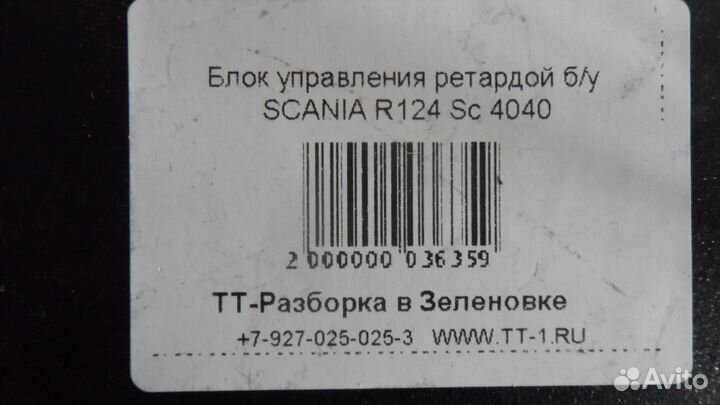 Блок управления ретардой б/у
SCANIA R124 Sc 4040
2 000000 036359
ТТ-Разборка в Зеленовке
+7-927-025-025-3 WWW.TT-1.RU
Avito